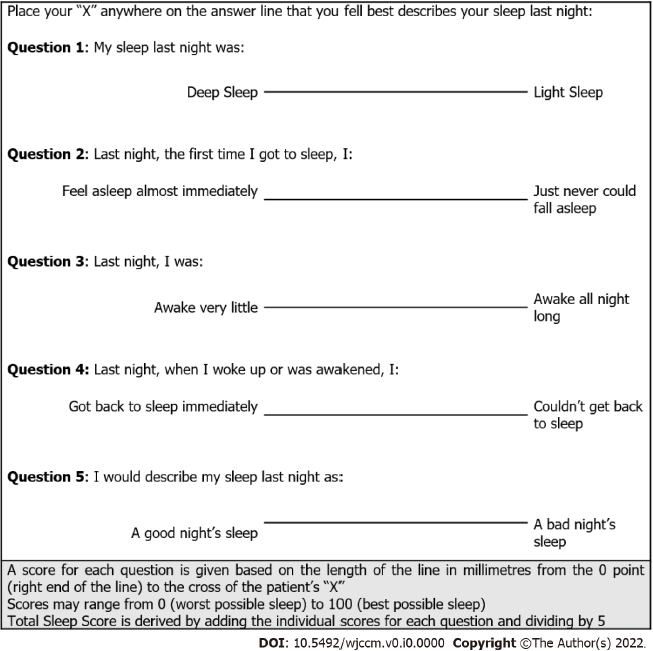 Place your "X" anywhere on the answer line that you fell best describes your sleep last night:
Question 1: My sleep last night was:
Deep Sleep Light Sleep
Question 2: Last night, the first time I got to sleep, I:
Feel asleep almost immediately Just never could
fall asleep
Question 3: Last night, I was:
Awake very little Awake all night
long
Question 4: Last night, when I woke up or was awakened, I:
Got back to sleep immediately Couldn't get back
to sleep
Question 5: I would describe my sleep last night as::
A good night's sleep A bad night's
sleep
A score for each question is given based on the length of the line in millimetres from the 0 point
(right end of the line) to the cross of the patient's "X"
Scores may range from 0 (worst possible sleep) to 100 (best possible sleep)
Total Sleep Score is derived by adding the individual scores for each question and dividing by 5
DOI: 10.5492/wjccm.v0.i0.0000 Copyright ©The Author(s) 2022.